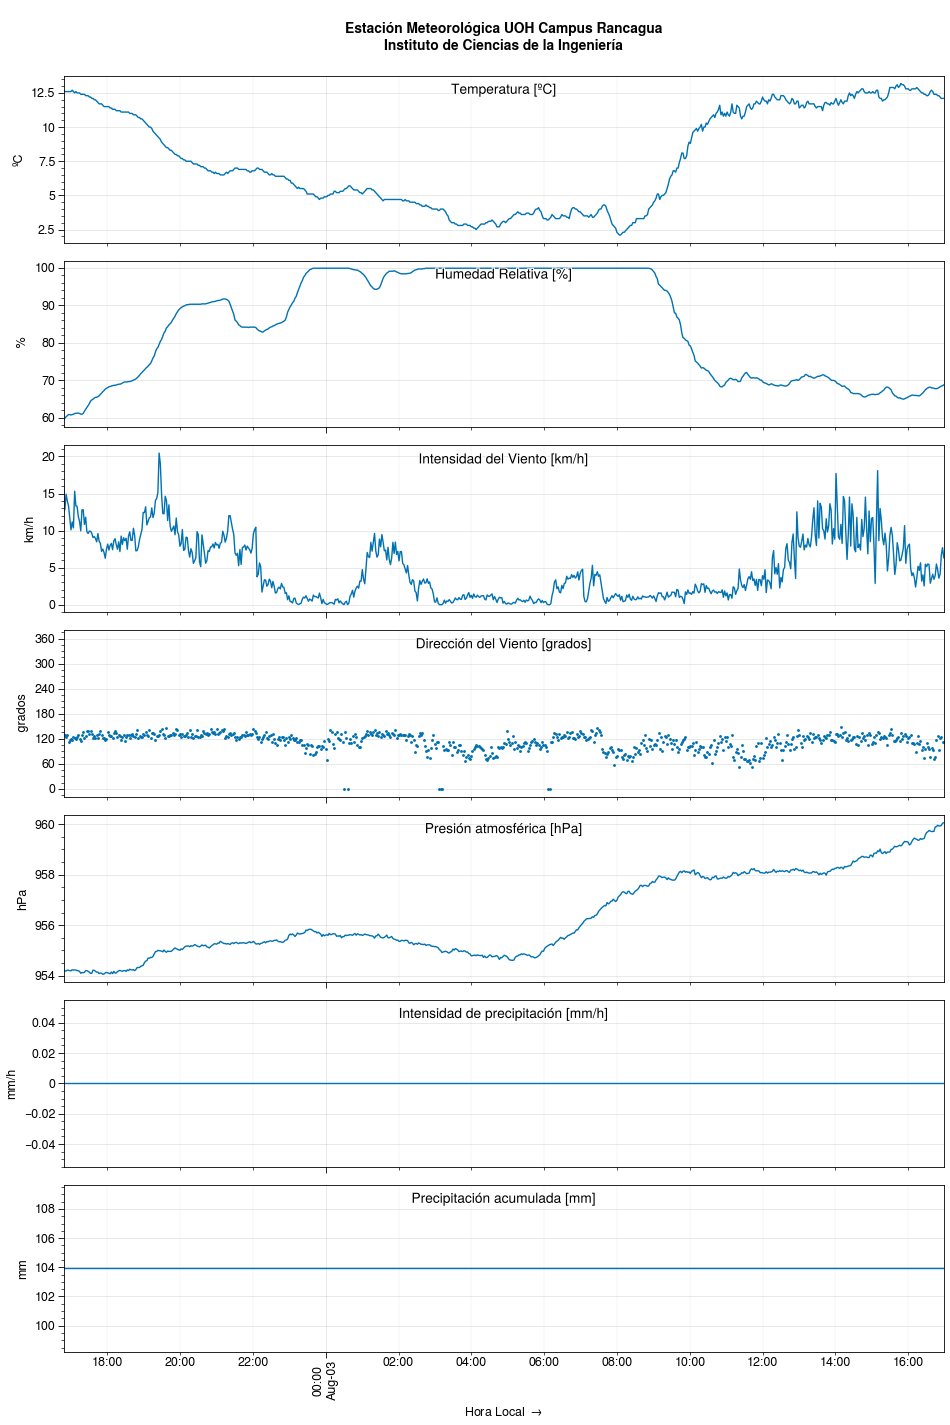 Estación Meteorológica UOH Campus Rancagua
Instituto de Ciencias de la Ingeniería
Temperatura [ºC]
ºC
12.5
10
7.5
5
2.5
Humedad Relativa [%]
%
100
90
80
70
60
Intensidad del Viento [km/h]
km/h
20
15
10
5
0
Dirección del Viento [grados]
grados
360
300
240
180
120
60
0
Presión atmosférica [hPa]
hPa
960
958
956
954
Intensidad de precipitación [mm/h]
mm/h
0.04
0.02
0
−0.02
−0.04
Precipitación acumulada [mm]
mm
108
106
104
102
100
18:00
20:00
22:00
00:00
Aug-03
02:00
04:00
06:00
08:00
10:00
12:00
14:00
16:00
Hora Local →